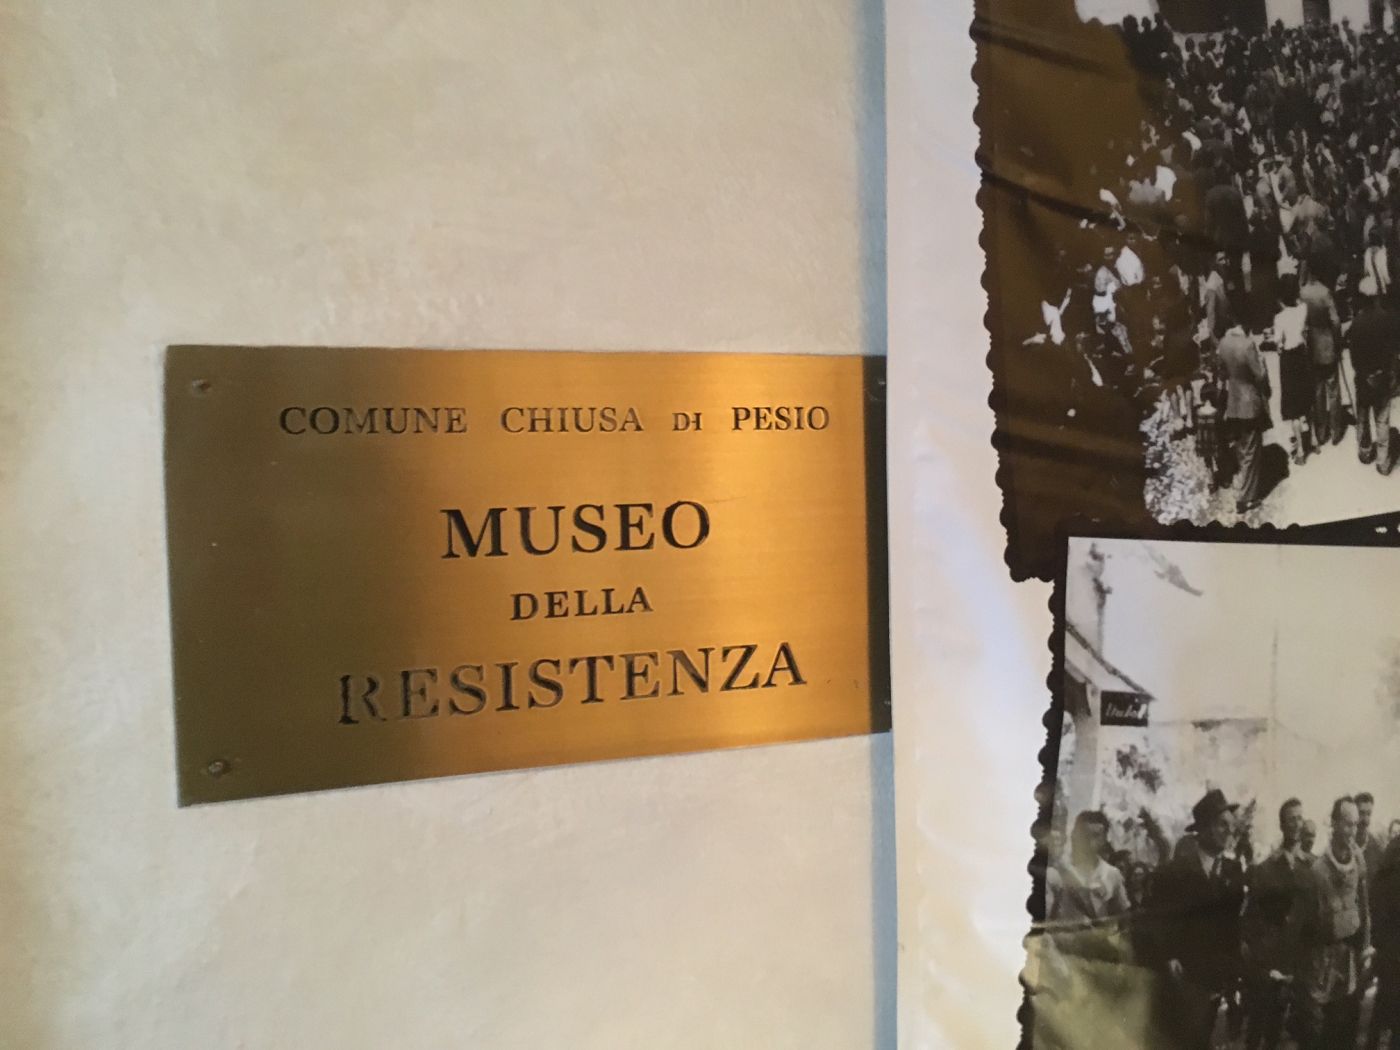 COMUNE CHIUSA DI PESIO
MUSEO
DELLA
RESISTENZA